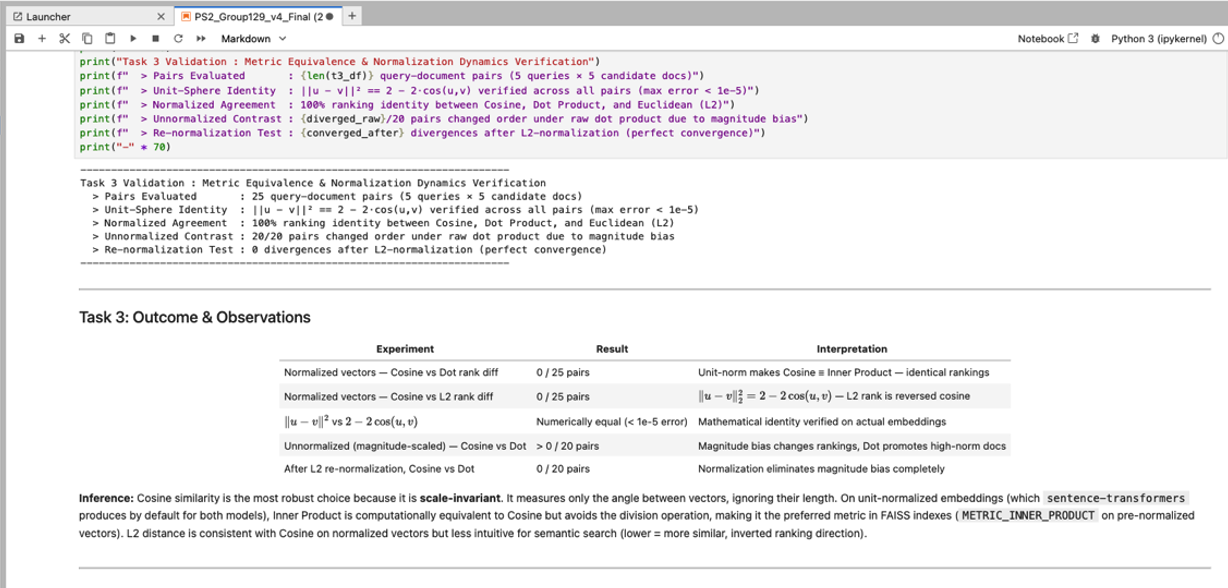 Launcher × PS2_Group129_v4_Final (2 ● +
Markdown Notebook Python 3 (ipykernel)
print("Task 3 Validation : Metric Equivalence & Normalization Dynamics Verification")
print(f"  > Pairs Evaluated      : {len(t3_df)} query-document pairs (5 queries × 5 candidate docs)")
print(f"  > Unit-Sphere Identity  : ||u − v||² == 2 − 2·cos(u,v) verified across all pairs (max error < 1e-5)")
print(f"  > Normalized Agreement  : 100% ranking identity between Cosine, Dot Product, and Euclidean (L2)")
print(f"  > Unnormalized Contrast : {diverged_raw}/20 pairs changed order under raw dot product due to magnitude bias")
print(f"  > Re-normalization Test : {converged_after} divergences after L2-normalization (perfect convergence)")
print("—" * 70)
Task 3 Validation : Metric Equivalence & Normalization Dynamics Verification
> Pairs Evaluated      : 25 query-document pairs (5 queries × 5 candidate docs)
> Unit-Sphere Identity  : ||u − v||² == 2 − 2·cos(u,v) verified across all pairs (max error < 1e-5)
> Normalized Agreement  : 100% ranking identity between Cosine, Dot Product, and Euclidean (L2)
> Unnormalized Contrast : 20/20 pairs changed order under raw dot product due to magnitude bias
> Re-normalization Test : 0 divergences after L2-normalization (perfect convergence)
Task 3: Outcome & Observations
Experiment Result Interpretation
Normalized vectors — Cosine vs Dot rank diff 0 / 25 pairs Unit-norm makes Cosine ≡ Inner Product — identical rankings
Normalized vectors — Cosine vs L2 rank diff 0 / 25 pairs ‖u − v‖²₂ = 2 − 2 cos(u, v) — L2 rank is reversed cosine
‖u − v‖² vs 2 − 2 cos(u, v) Numerically equal (< 1e-5 error) Mathematical identity verified on actual embeddings
Unnormalized (magnitude-scaled) — Cosine vs Dot > 0 / 20 pairs Magnitude bias changes rankings, Dot promotes high-norm docs
After L2 re-normalization, Cosine vs Dot 0 / 20 pairs Normalization eliminates magnitude bias completely
Inference: Cosine similarity is the most robust choice because it is scale-invariant. It measures only the angle between vectors, ignoring their length. On unit-normalized embeddings (which sentence-transformers
produces by default for both models), Inner Product is computationally equivalent to Cosine but avoids the division operation, making it the preferred metric in FAISS indexes ( METRIC_INNER_PRODUCT on pre-normalized
vectors). L2 distance is consistent with Cosine on normalized vectors but less intuitive for semantic search (lower = more similar, inverted ranking direction).